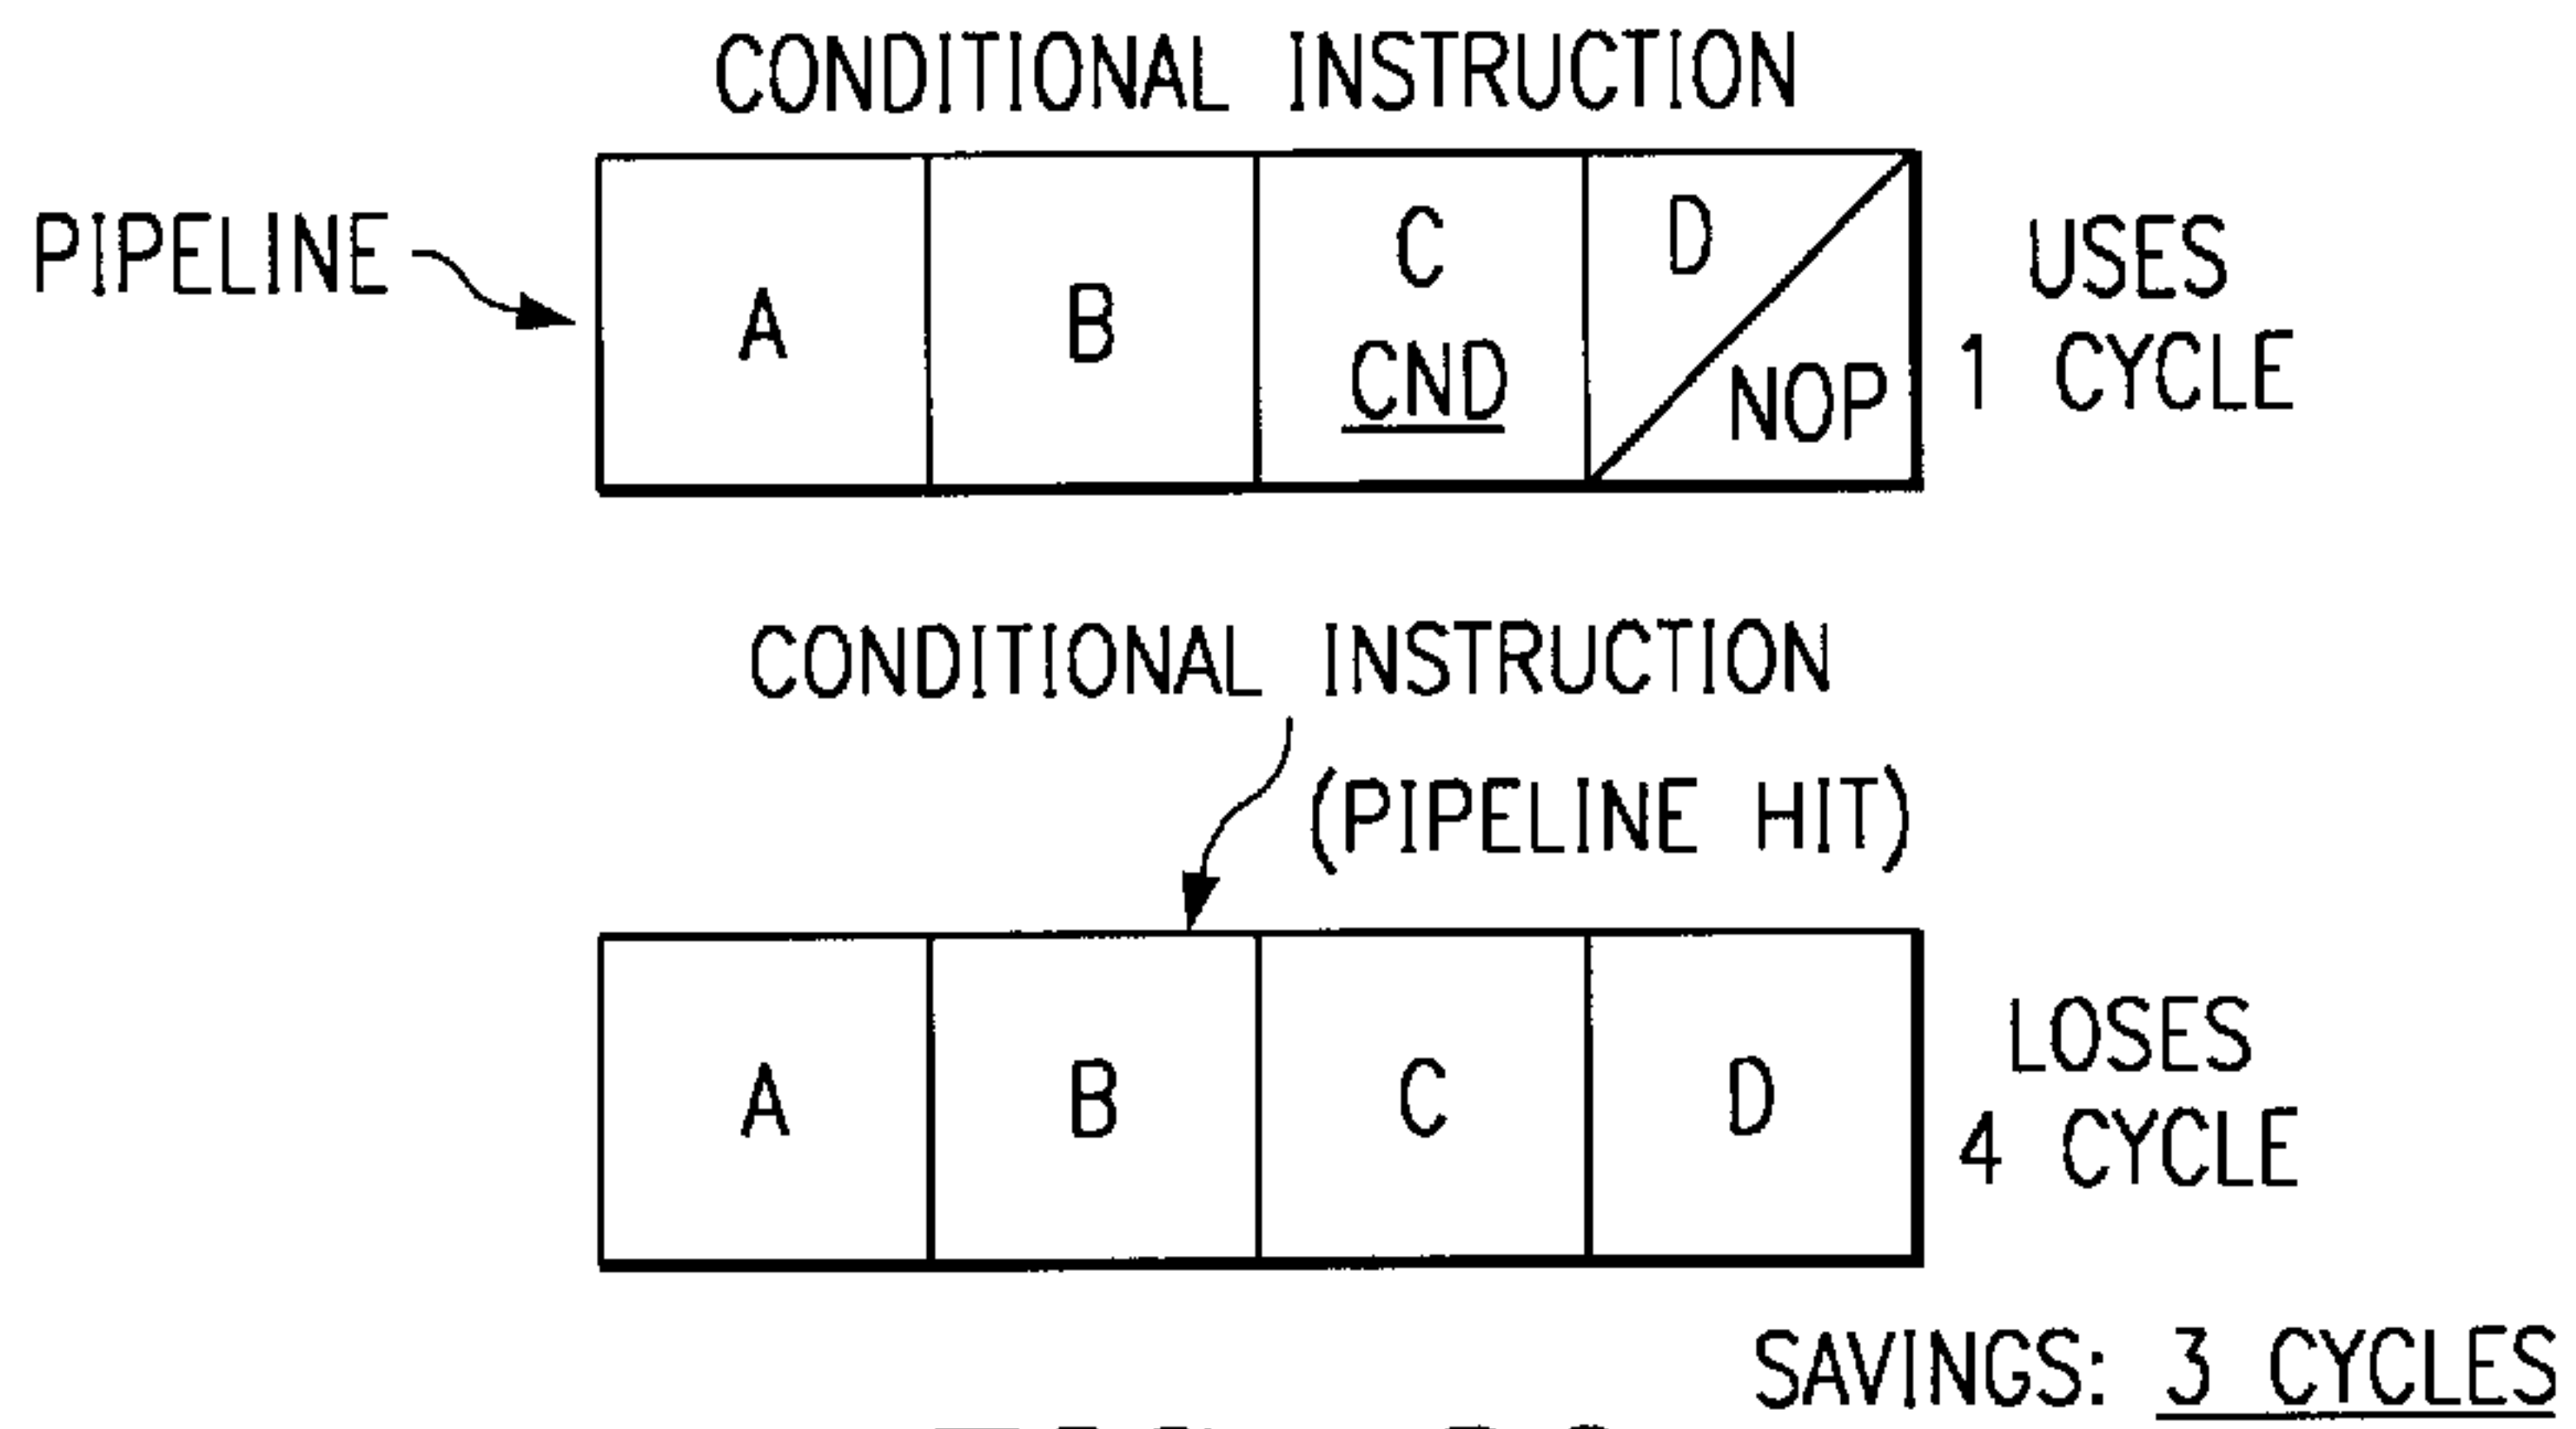 CONDITIONAL INSTRUCTION
PIPELINE
A
B
C
CND
D
NOP
USES
1 CYCLE
CONDITIONAL INSTRUCTION
(PIPELINE HIT)
A
B
C
D
LOSES
4 CYCLE
SAVINGS: 3 CYCLES